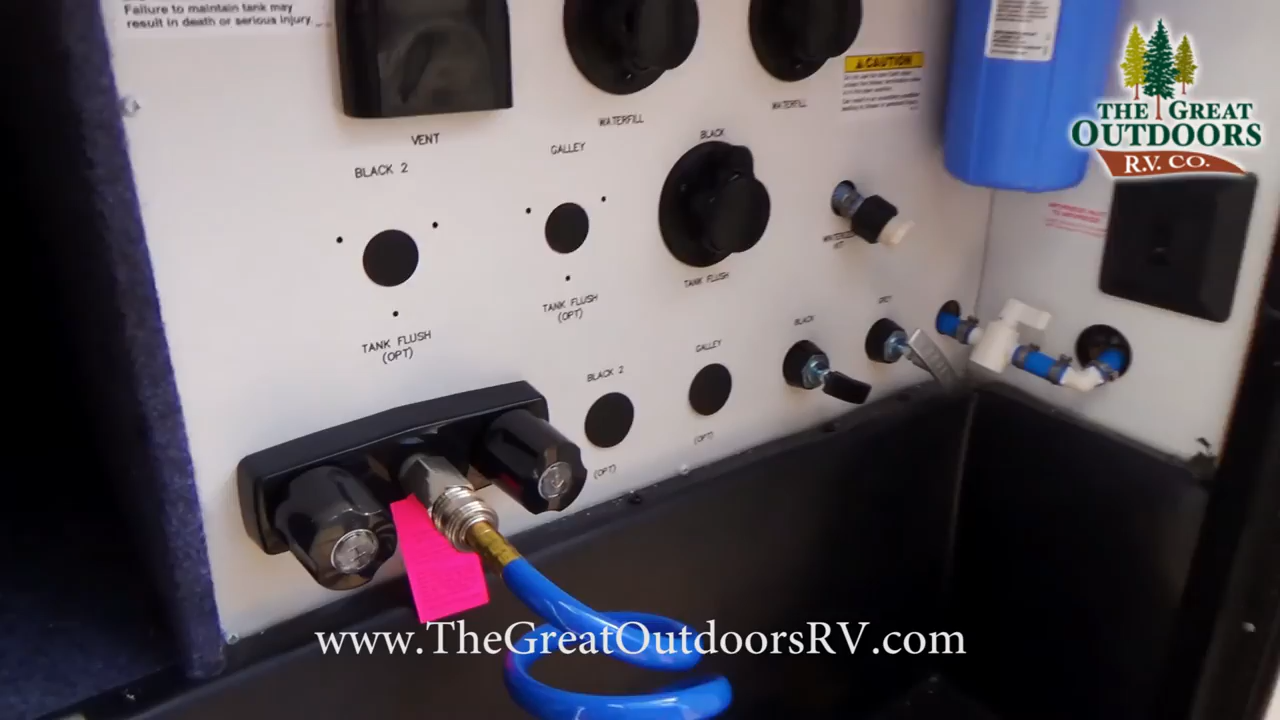 Failure to maintain tank may
result in death or serious injury.
VENT
WATERFILL
WATERFILL
⚠CAUTION
THE GREAT
OUTDOORS
R.V. CO.
BLACK 2
GALLEY
BLACK
TANK FLUSH
(OPT)
TANK FLUSH
(OPT)
TANK FLUSH
BLACK 2
(OPT)
GALLEY
(OPT)
BLACK
GREY
www.TheGreatOutdoorsRV.com